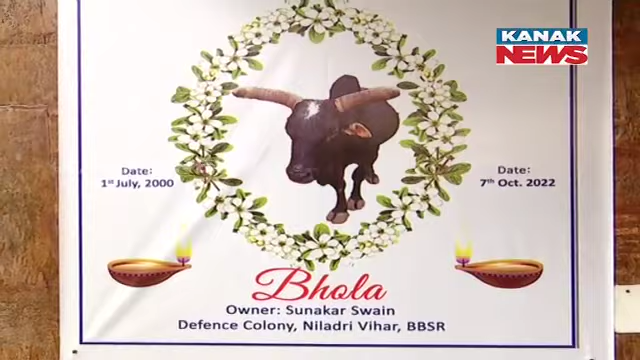 KANAK
NEWS
Date:
1st July, 2000
Date:
7th Oct. 2022
Bhola
Owner: Sunakar Swain
Defence Colony, Niladri Vihar, BBSR